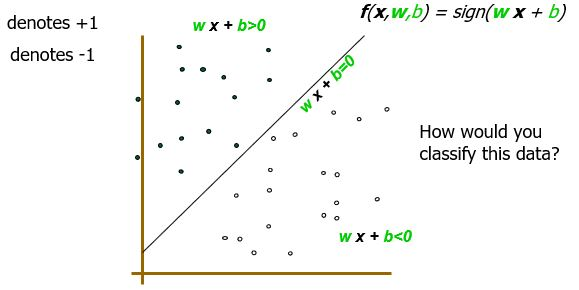 denotes +1
denotes -1
w x + b>0
f(x,w,b) = sign(w x + b)
w x + b=0
How would you
classify this data?
w x + b<0